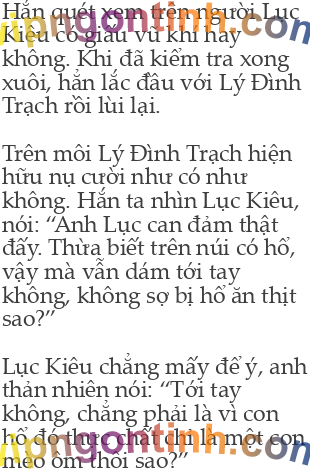 Hắn quét xem trên người Lục
Kiêu có giấu vũ khí hay
không. Khi đã kiểm tra xong
xuôi, hẳn lắc đầu với Lý Đình
Trạch rồi lùi lại.
Trên môi Lý Đình Trạch hiện
hữu nụ cười như có như
không. Hắn ta nhìn Lục Kiêu,
nói: “Anh Lục can đảm thật
đấy. Thừa biết trên núi có hổ,
vậy mà vẫn dám tới tay
không, không sợ bị hổ ăn thịt
sao?”
Lục Kiêu chẳng mấy để ý, anh
thản nhiên nói: “Tới tay
không, chẳng phải là vì con
hổ đó thực chất chỉ là một con
mèo ốm thôi sao?”
vipngontinh.com
vipngontinh.com